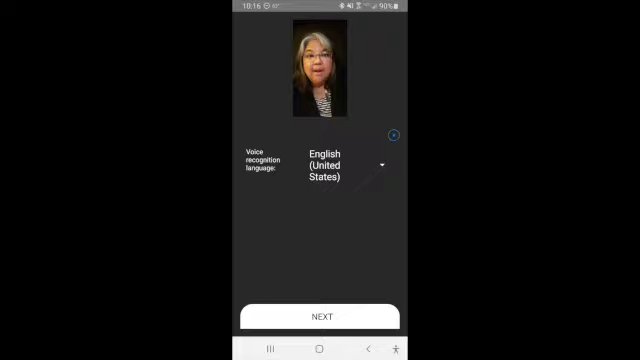 10:16
90%
Voice
recognition
language:
English
(United
States)
NEXT